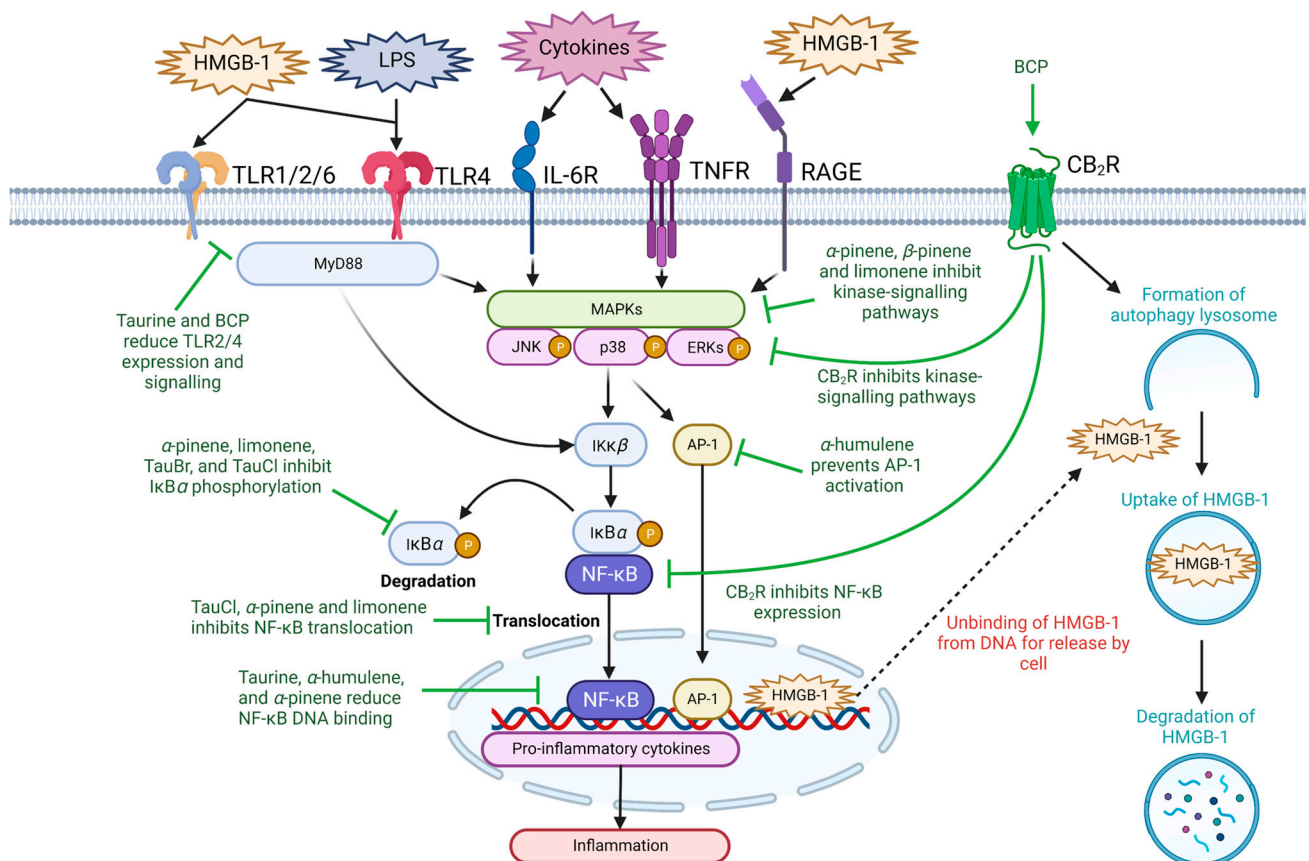 HMGB-1
LPS
Cytokines
HMGB-1
BCP
TLR1/2/6
TLR4
IL-6R
TNFR
RAGE
CB₂R
MyD88
α-pinene, β-pinene
and limonene inhibit
kinase-signalling
pathways
MAPKs
JNK
P
p38
P
ERKs
P
Taurine and BCP
reduce TLR2/4
expression and
signalling
Formation of
autophagy lysosome
CB₂R inhibits kinase-
signalling pathways
HMGB-1
IKκβ
AP-1
α-humulene
prevents AP-1
activation
α-pinene, limonene,
TauBr, and TauCl inhibit
IκBα phosphorylation
Uptake of HMGB-1
IκBα
P
IκBα
P
Degradation
NF-κB
HMGB-1
CB₂R inhibits NF-κB
expression
TauCl, α-pinene and limonene
inhibits NF-κB translocation
Translocation
Unbinding of HMGB-1
from DNA for release by
cell
Taurine, α-humulene,
and α-pinene reduce
NF-κB DNA binding
NF-κB
AP-1
HMGB-1
Degradation of
HMGB-1
Pro-inflammatory cytokines
Inflammation